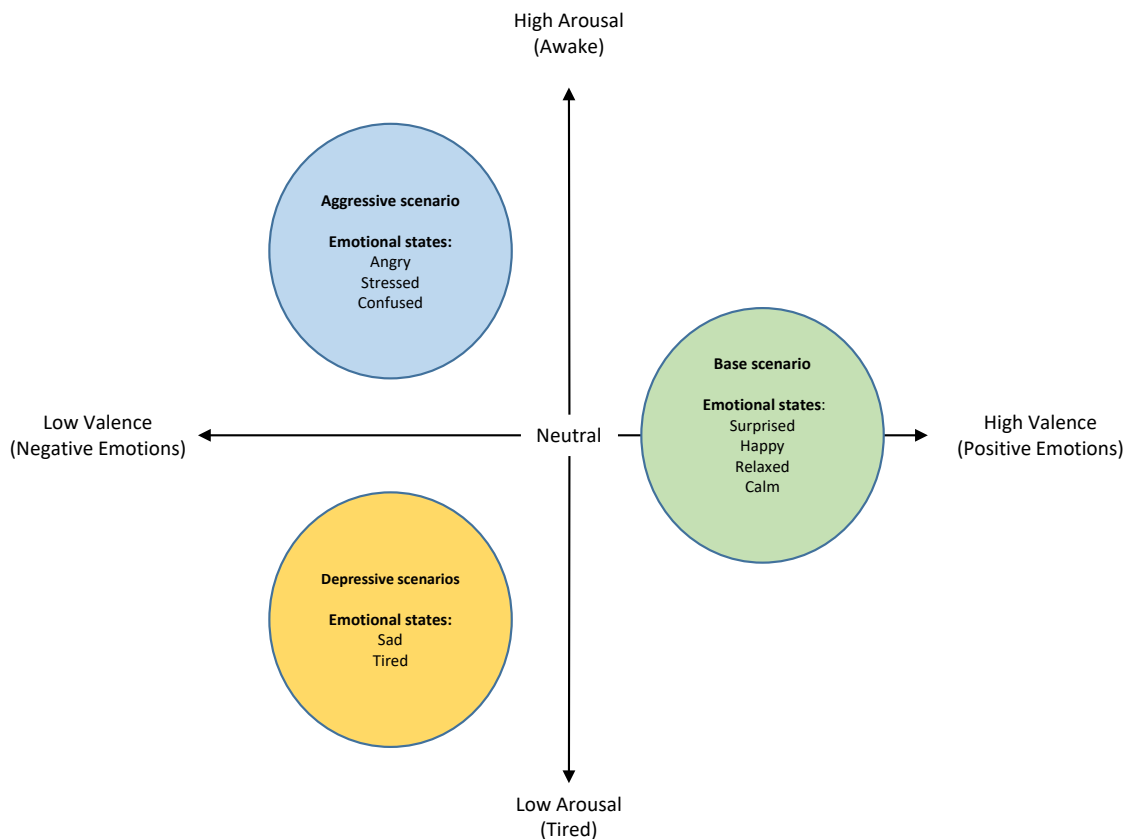 High Arousal
(Awake)
Aggressive scenario
Emotional states:
Angry
Stressed
Confused
Base scenario
Emotional states:
Surprised
Happy
Relaxed
Calm
Low Valence
(Negative Emotions)
Neutral
High Valence
(Positive Emotions)
Depressive scenarios
Emotional states:
Sad
Tired
Low Arousal
(Tired)